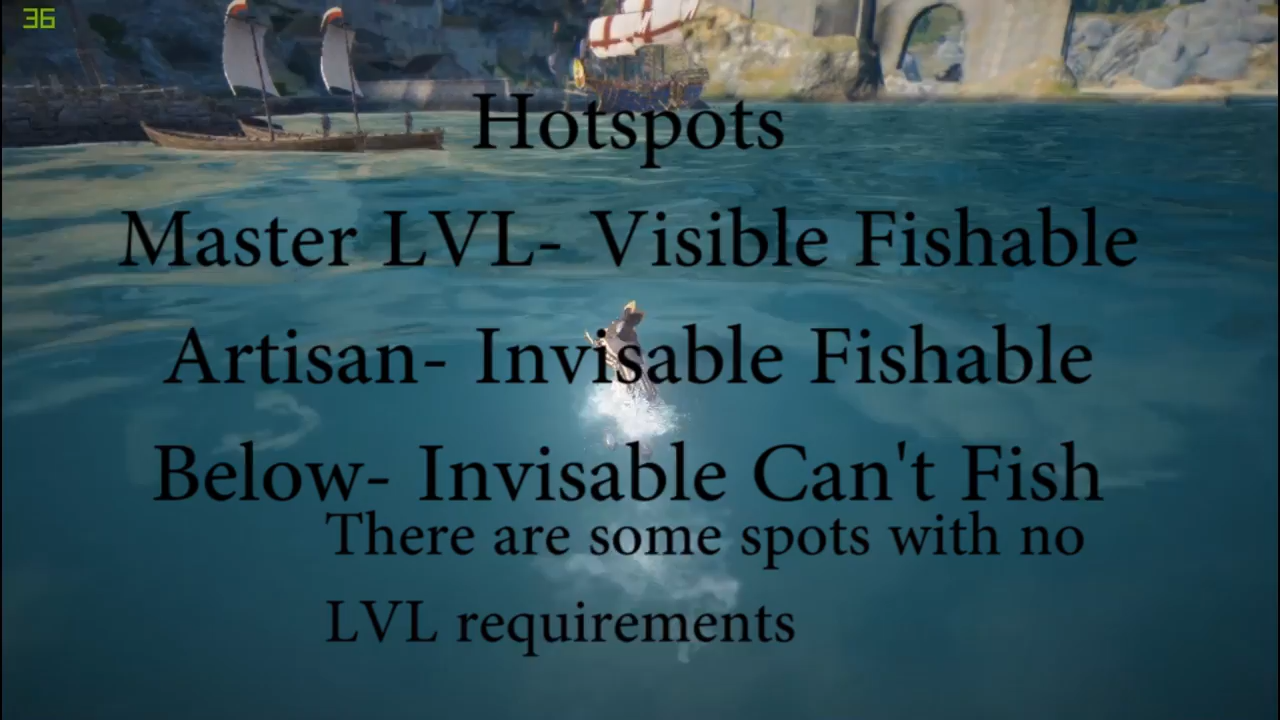 36
Hotspots
Master LVL- Visible Fishable
Artisan- Invisable Fishable
Below- Invisable Can't Fish
There are some spots with no
LVL requirements